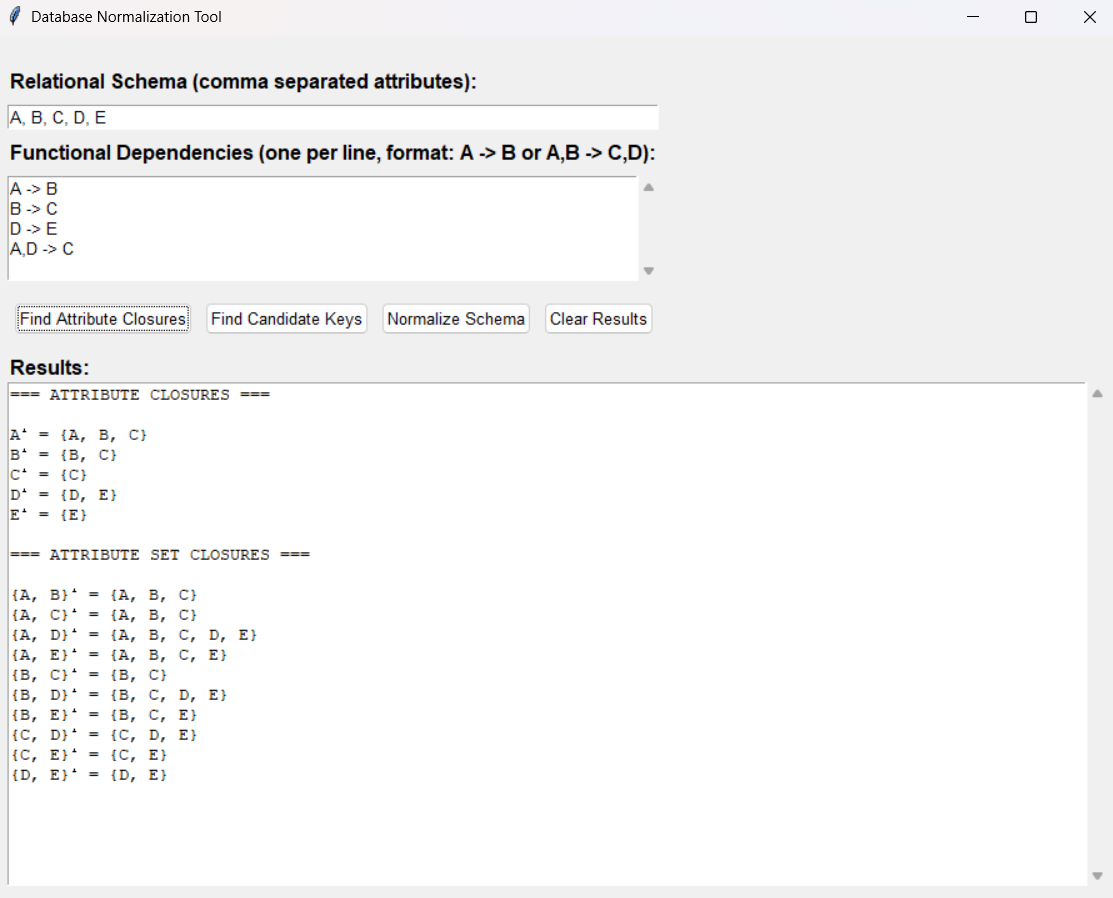 Database Normalization Tool
Relational Schema (comma separated attributes):
A, B, C, D, E
Functional Dependencies (one per line, format: A -> B or A,B -> C,D):
A -> B
B -> C
D -> E
A,D -> C
Find Attribute Closures Find Candidate Keys Normalize Schema Clear Results
Results:
=== ATTRIBUTE CLOSURES ===
A⁺ = {A, B, C}
B⁺ = {B, C}
C⁺ = {C}
D⁺ = {D, E}
E⁺ = {E}
=== ATTRIBUTE SET CLOSURES ===
{A, B}⁺ = {A, B, C}
{A, C}⁺ = {A, B, C}
{A, D}⁺ = {A, B, C, D, E}
{A, E}⁺ = {A, B, C, E}
{B, C}⁺ = {B, C}
{B, D}⁺ = {B, C, D, E}
{B, E}⁺ = {B, C, E}
{C, D}⁺ = {C, D, E}
{C, E}⁺ = {C, E}
{D, E}⁺ = {D, E}